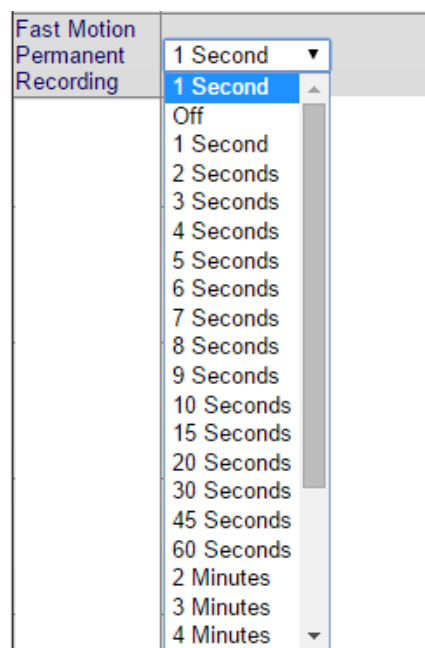 Fast Motion
Permanent
Recording
1 Second
1 Second
Off
1 Second
2 Seconds
3 Seconds
4 Seconds
5 Seconds
6 Seconds
7 Seconds
8 Seconds
9 Seconds
10 Seconds
15 Seconds
20 Seconds
30 Seconds
45 Seconds
60 Seconds
2 Minutes
3 Minutes
4 Minutes